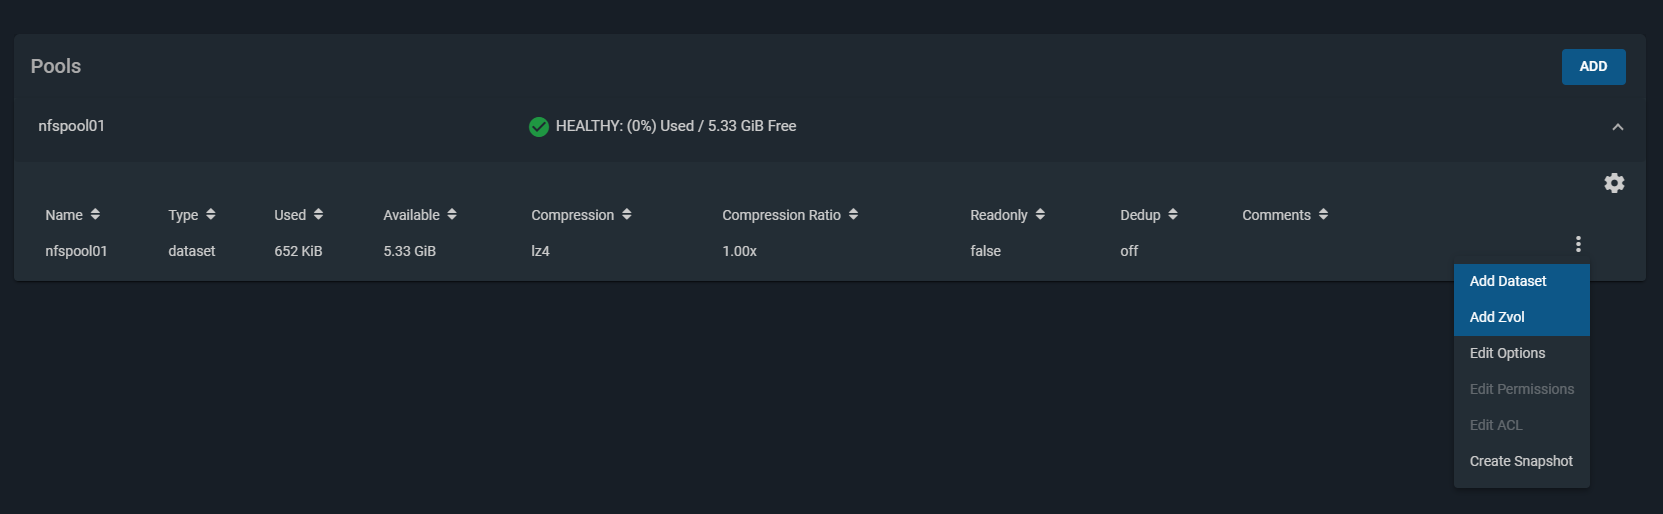 Pools
ADD
nfspool01 HEALTHY: (0%) Used / 5.33 GiB Free
Name Type Used Available Compression Compression Ratio Readonly Dedup Comments
nfspool01 dataset 652 KiB 5.33 GiB lz4 1.00x false off
Add Dataset
Add Zvol
Edit Options
Edit Permissions
Edit ACL
Create Snapshot